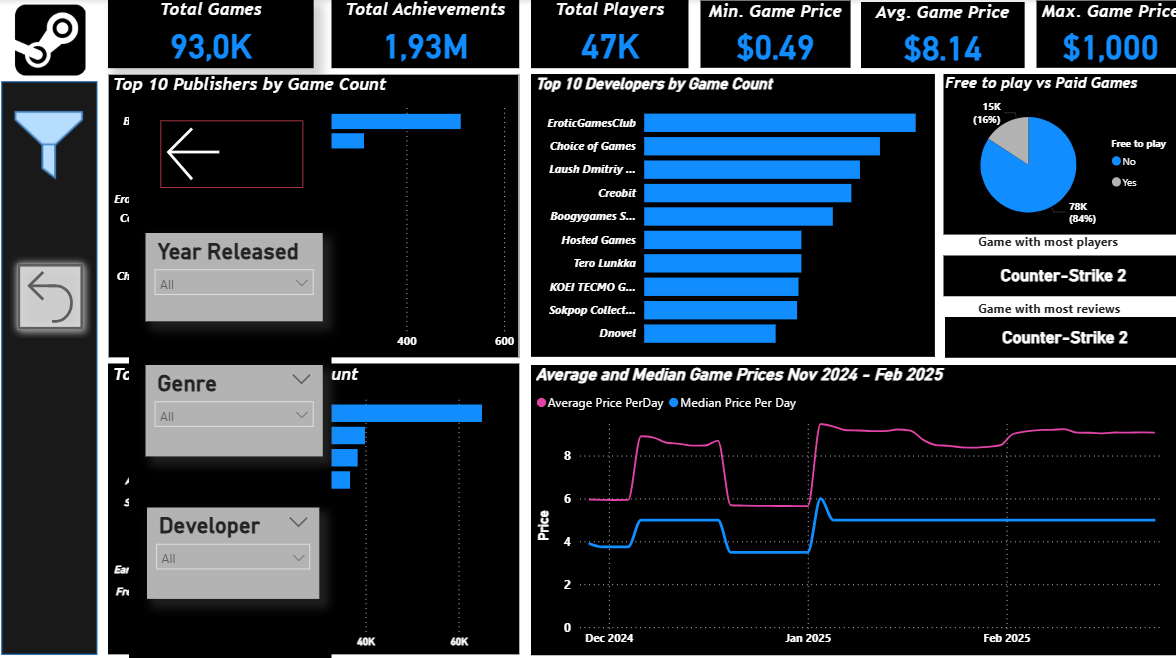 Total Games
93,0K
Total Achievements
1,93M
Total Players
47K
Min. Game Price
$0.49
Avg. Game Price
$8.14
Max. Game Price
$1,000
Top 10 Publishers by Game Count
400
600
Year Released
All
Genre
All
Developer
All
unt
40K
60K
Top 10 Developers by Game Count
EroticGamesClub
Choice of Games
Laush Dmitriy ...
Creobit
Boogygames S...
Hosted Games
Tero Lunkka
KOEI TECMO G...
Sokpop Collect...
Dnovel
Free to play vs Paid Games
15K
(16%)
78K
(84%)
Free to play
No
Yes
Game with most players
Counter-Strike 2
Game with most reviews
Counter-Strike 2
Average and Median Game Prices Nov 2024 - Feb 2025
Average Price PerDay
Median Price Per Day
Price
8
6
4
2
0
Dec 2024
Jan 2025
Feb 2025